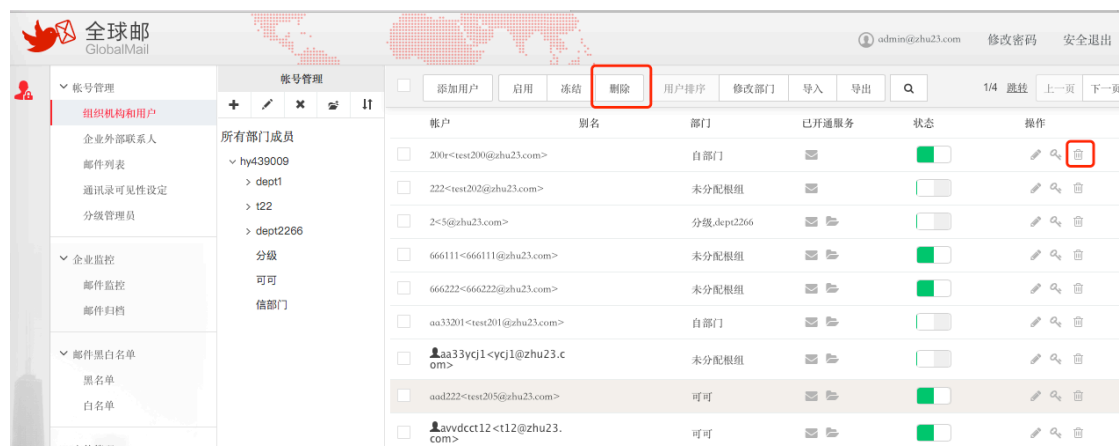 全球邮
GlobalMail
admin@zhu23.com 修改密码 安全退出
帐号管理
组织机构和用户
企业外部联系人
邮件列表
通讯录可见性设定
分级管理员
企业监控
邮件监控
邮件归档
邮件黑白名单
黑名单
白名单
帐号管理
所有部门成员
hy439009
dept1
t22
dept2266
分级
可可
信部门
添加用户 启用 冻结 删除 用户排序 修改部门 导入 导出 1/4 跳转 上一页 下一页
帐户 别名 部门 已开通服务 状态 操作
200r<test200@zhu23.com> 自部门
222<test202@zhu23.com> 未分配根组
2<5@zhu23.com> 分级,dept2266
666111<666111@zhu23.com> 未分配根组
666222<666222@zhu23.com> 未分配根组
aa33201<test201@zhu23.com> 自部门
aa33ycj1<ycj1@zhu23.c
om> 未分配根组
aad222<test205@zhu23.com> 可可
avvdcct12<t12@zhu23.
com> 可可